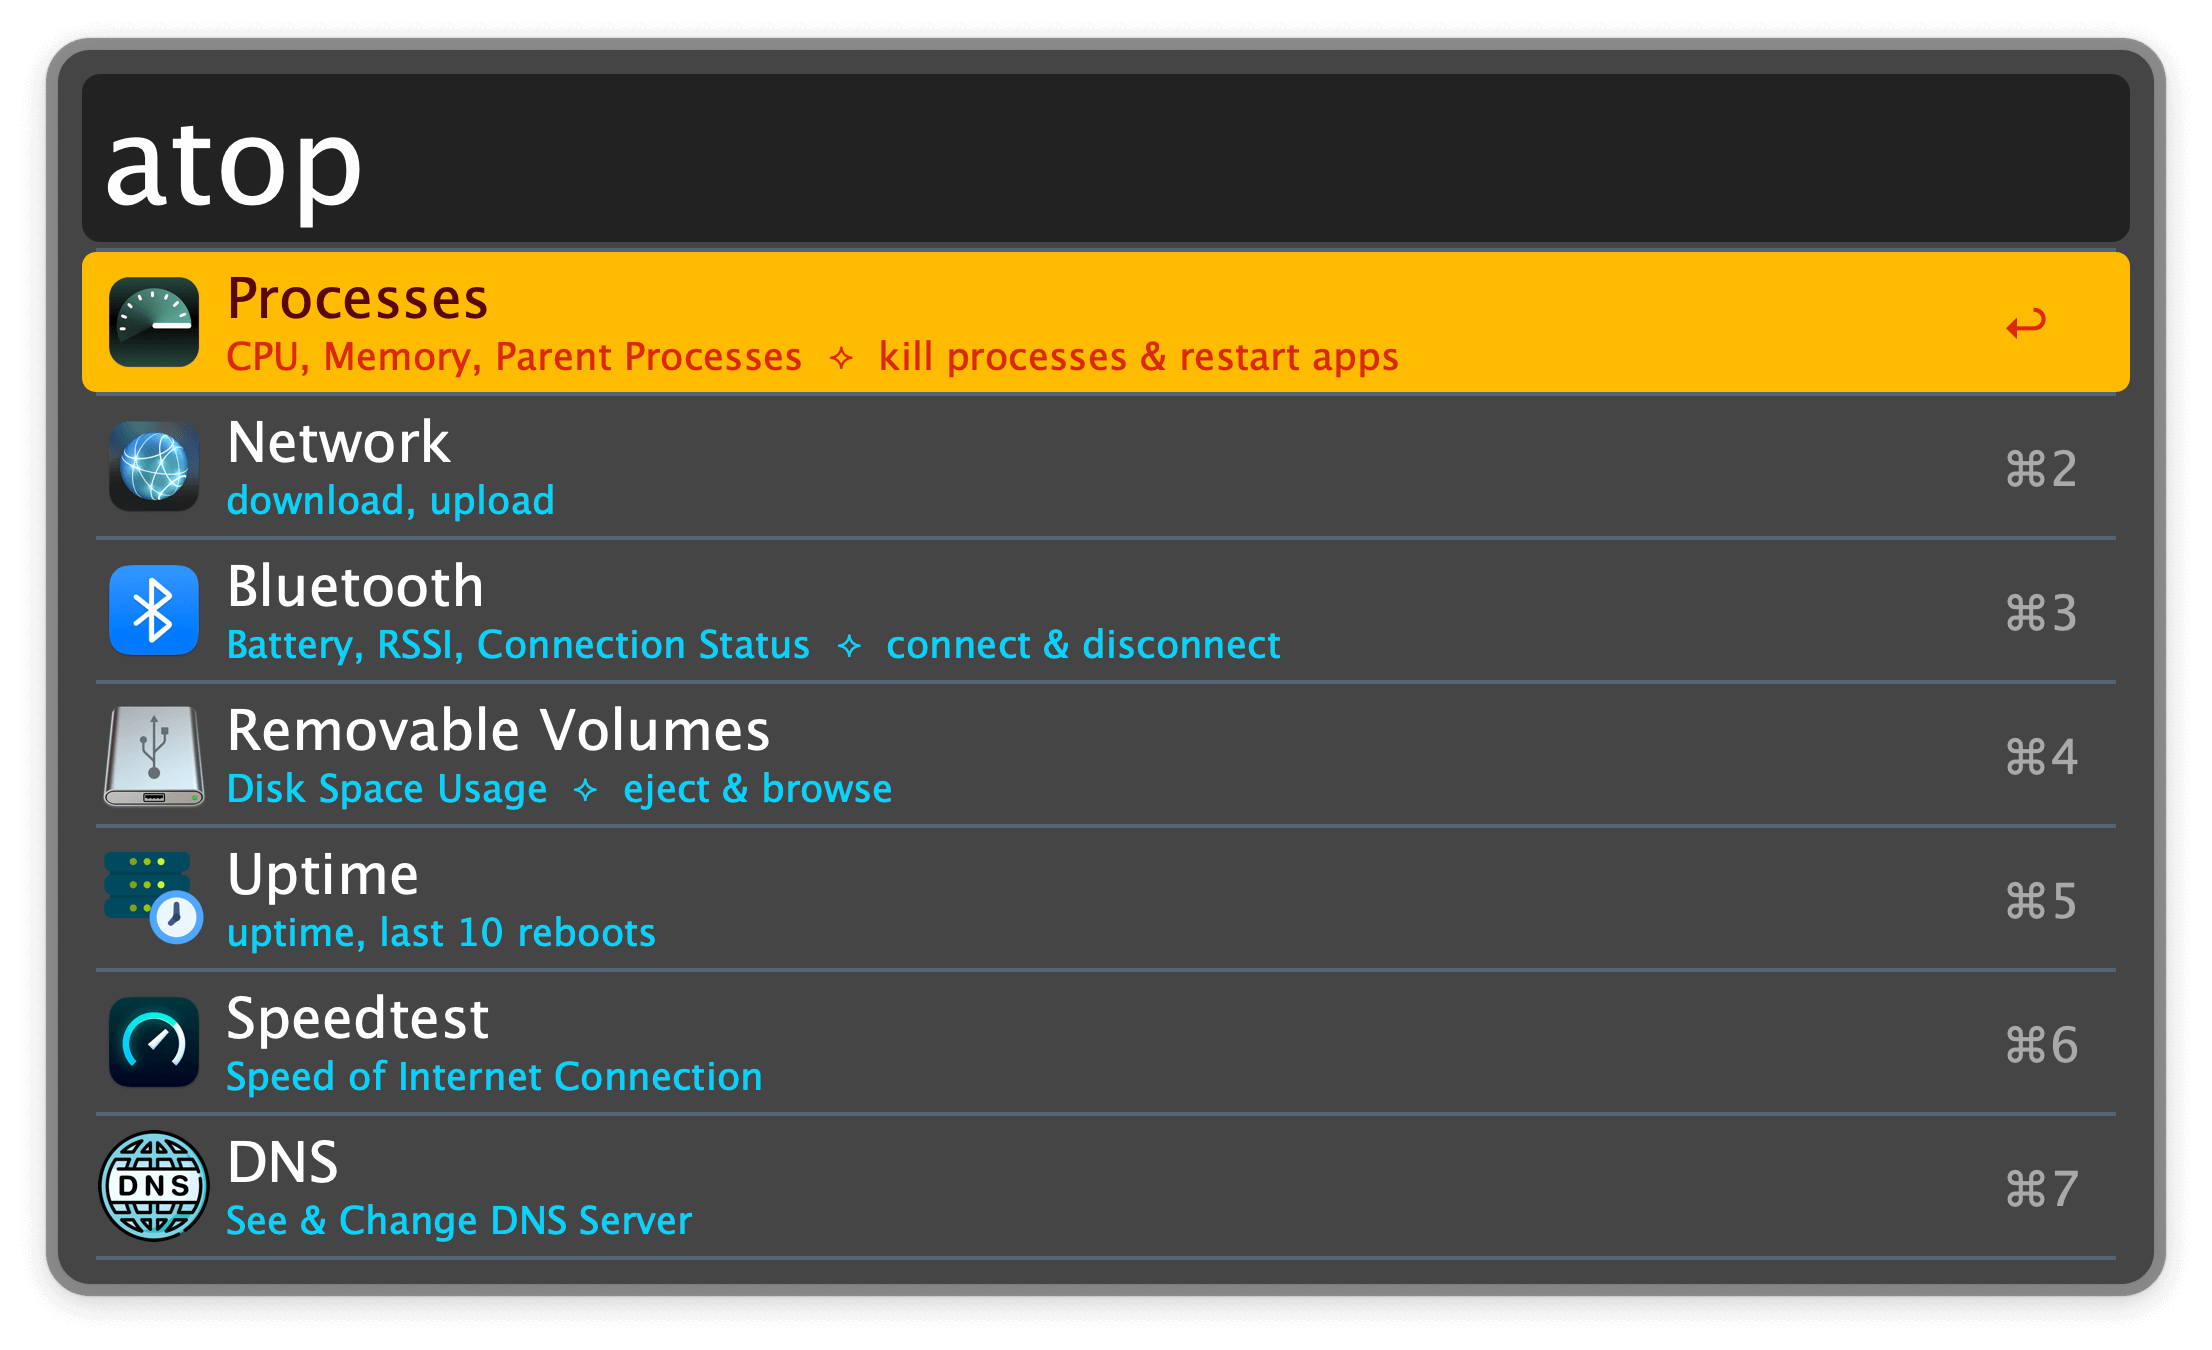 atop
Processes
CPU, Memory, Parent Processes ✧ kill processes & restart apps
↩
Network
download, upload
⌘2
Bluetooth
Battery, RSSI, Connection Status ✧ connect & disconnect
⌘3
Removable Volumes
Disk Space Usage ✧ eject & browse
⌘4
Uptime
uptime, last 10 reboots
⌘5
Speedtest
Speed of Internet Connection
⌘6
DNS
DNS
See & Change DNS Server
⌘7